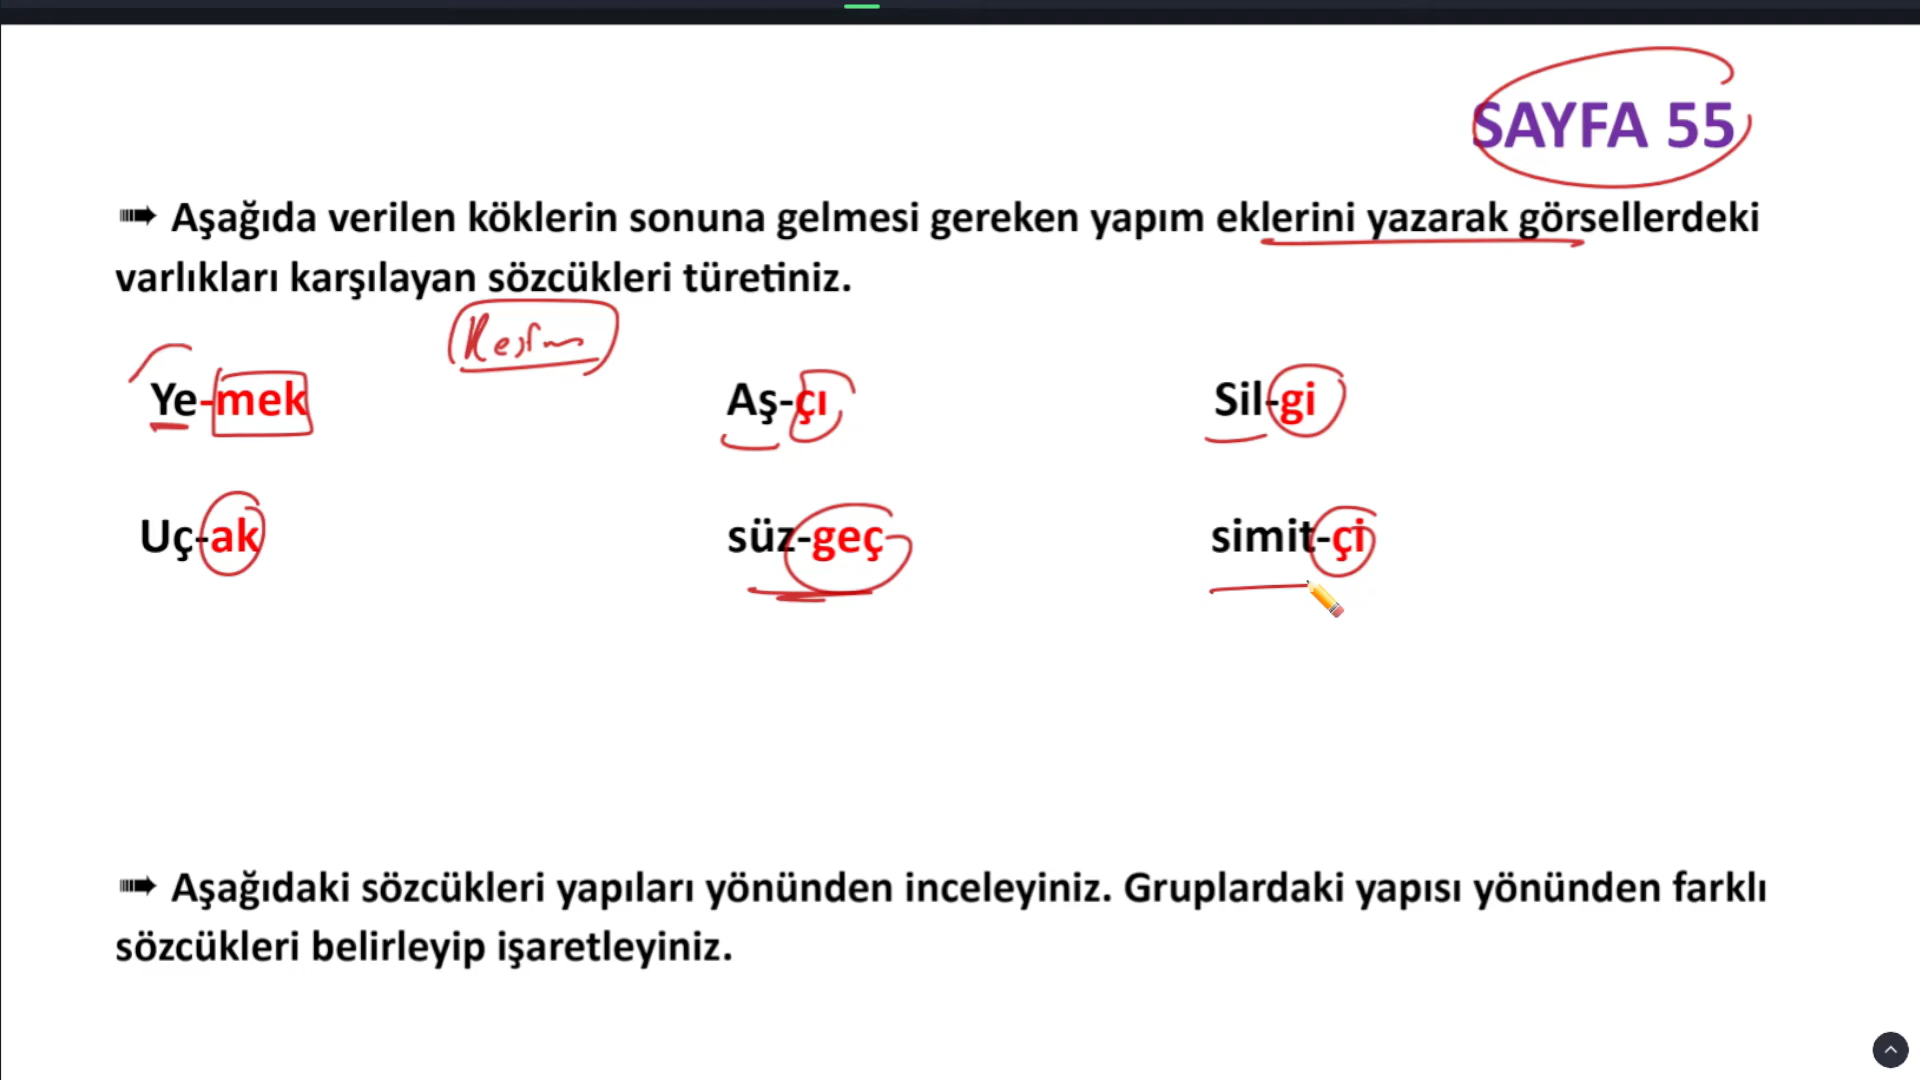 SAYFA 55
➠ Aşağıda verilen köklerin sonuna gelmesi gereken yapım eklerini yazarak görsellerdeki
varlıkları karşılayan sözcükleri türetiniz.
Ye-mek Aş-çı Sil-gi
Uç-ak süz-geç simit-çi
➠ Aşağıdaki sözcükleri yapıları yönünden inceleyiniz. Gruplardaki yapısı yönünden farklı
sözcükleri belirleyip işaretleyiniz.